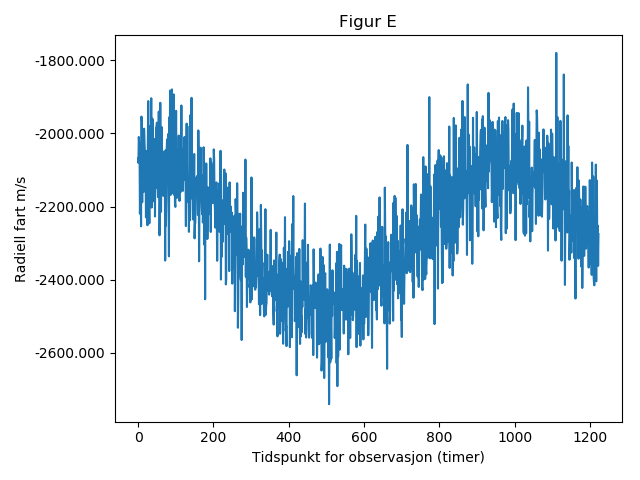 Figur E
-1800.000
-2000.000
-2200.000
-2400.000
-2600.000
Radiell fart m/s
0 200 400 600 800 1000 1200
Tidspunkt for observasjon (timer)